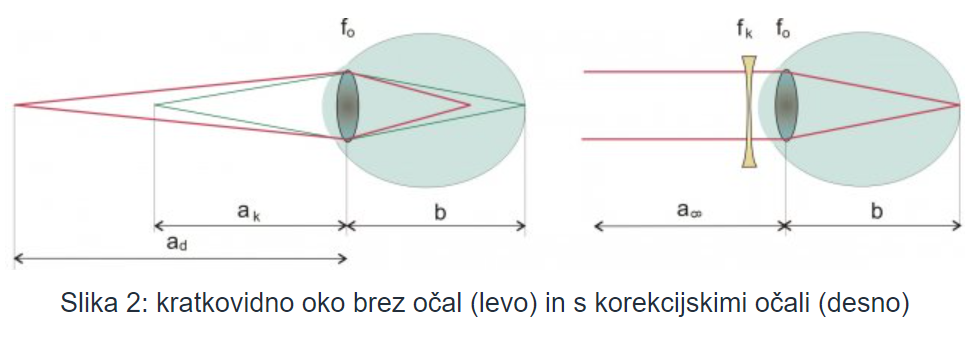 fo
fk fo
ak
b
a∞
b
ad
Slika 2: kratkovidno oko brez očal (levo) in s korekcijskimi očali (desno)